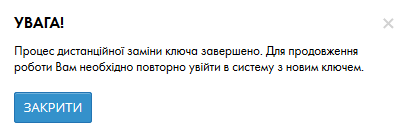 УВАГА!
Процес дистанційної заміни ключа завершено. Для продовження
роботи Вам необхідно повторно увійти в систему з новим ключем.
ЗАКРИТИ